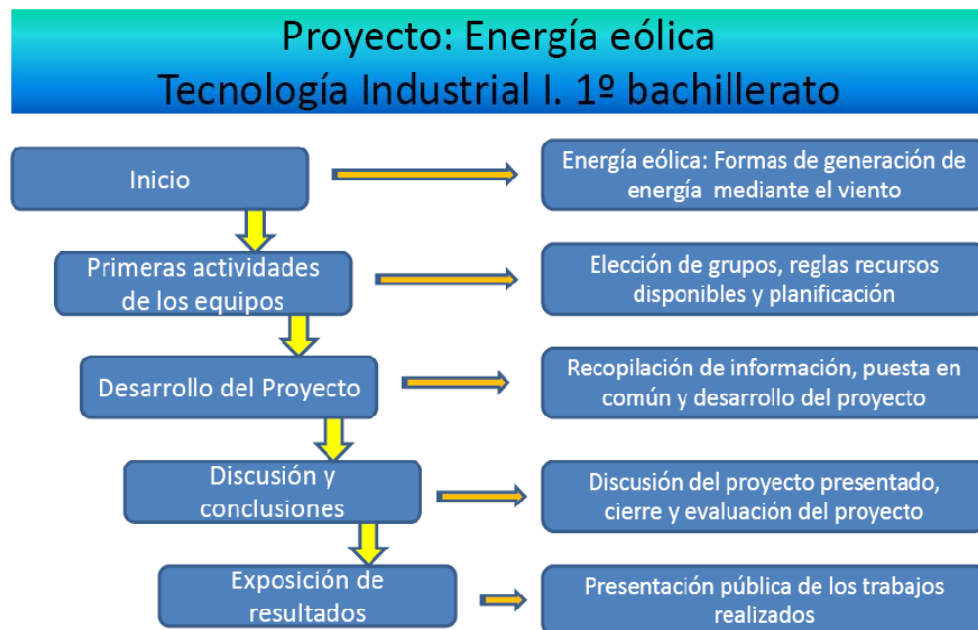 Proyecto: Energía eólica
Tecnología Industrial I. 1º bachillerato
Inicio
Energía eólica: Formas de generación de
energía mediante el viento
Primeras actividades
de los equipos
Elección de grupos, reglas recursos
disponibles y planificación
Desarrollo del Proyecto
Recopilación de información, puesta en
común y desarrollo del proyecto
Discusión y
conclusiones
Discusión del proyecto presentado,
cierre y evaluación del proyecto
Exposición de
resultados
Presentación pública de los trabajos
realizados